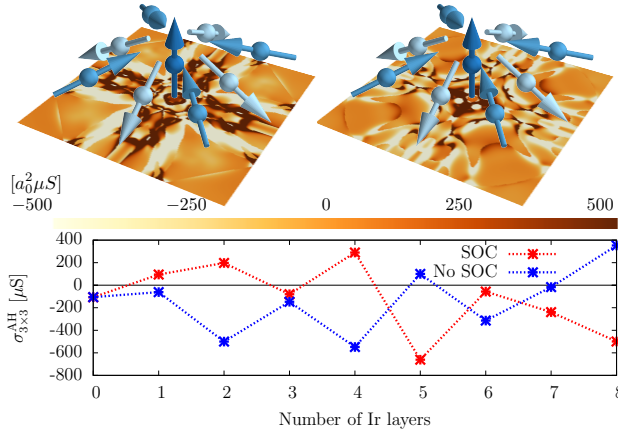 [a₀²μS]
−500 −250 0 250 500
400
200
0
-200
-400
-600
-800
σ^AH_3×3 [μS]
SOC
No SOC
0 1 2 3 4 5 6 7 8
Number of Ir layers